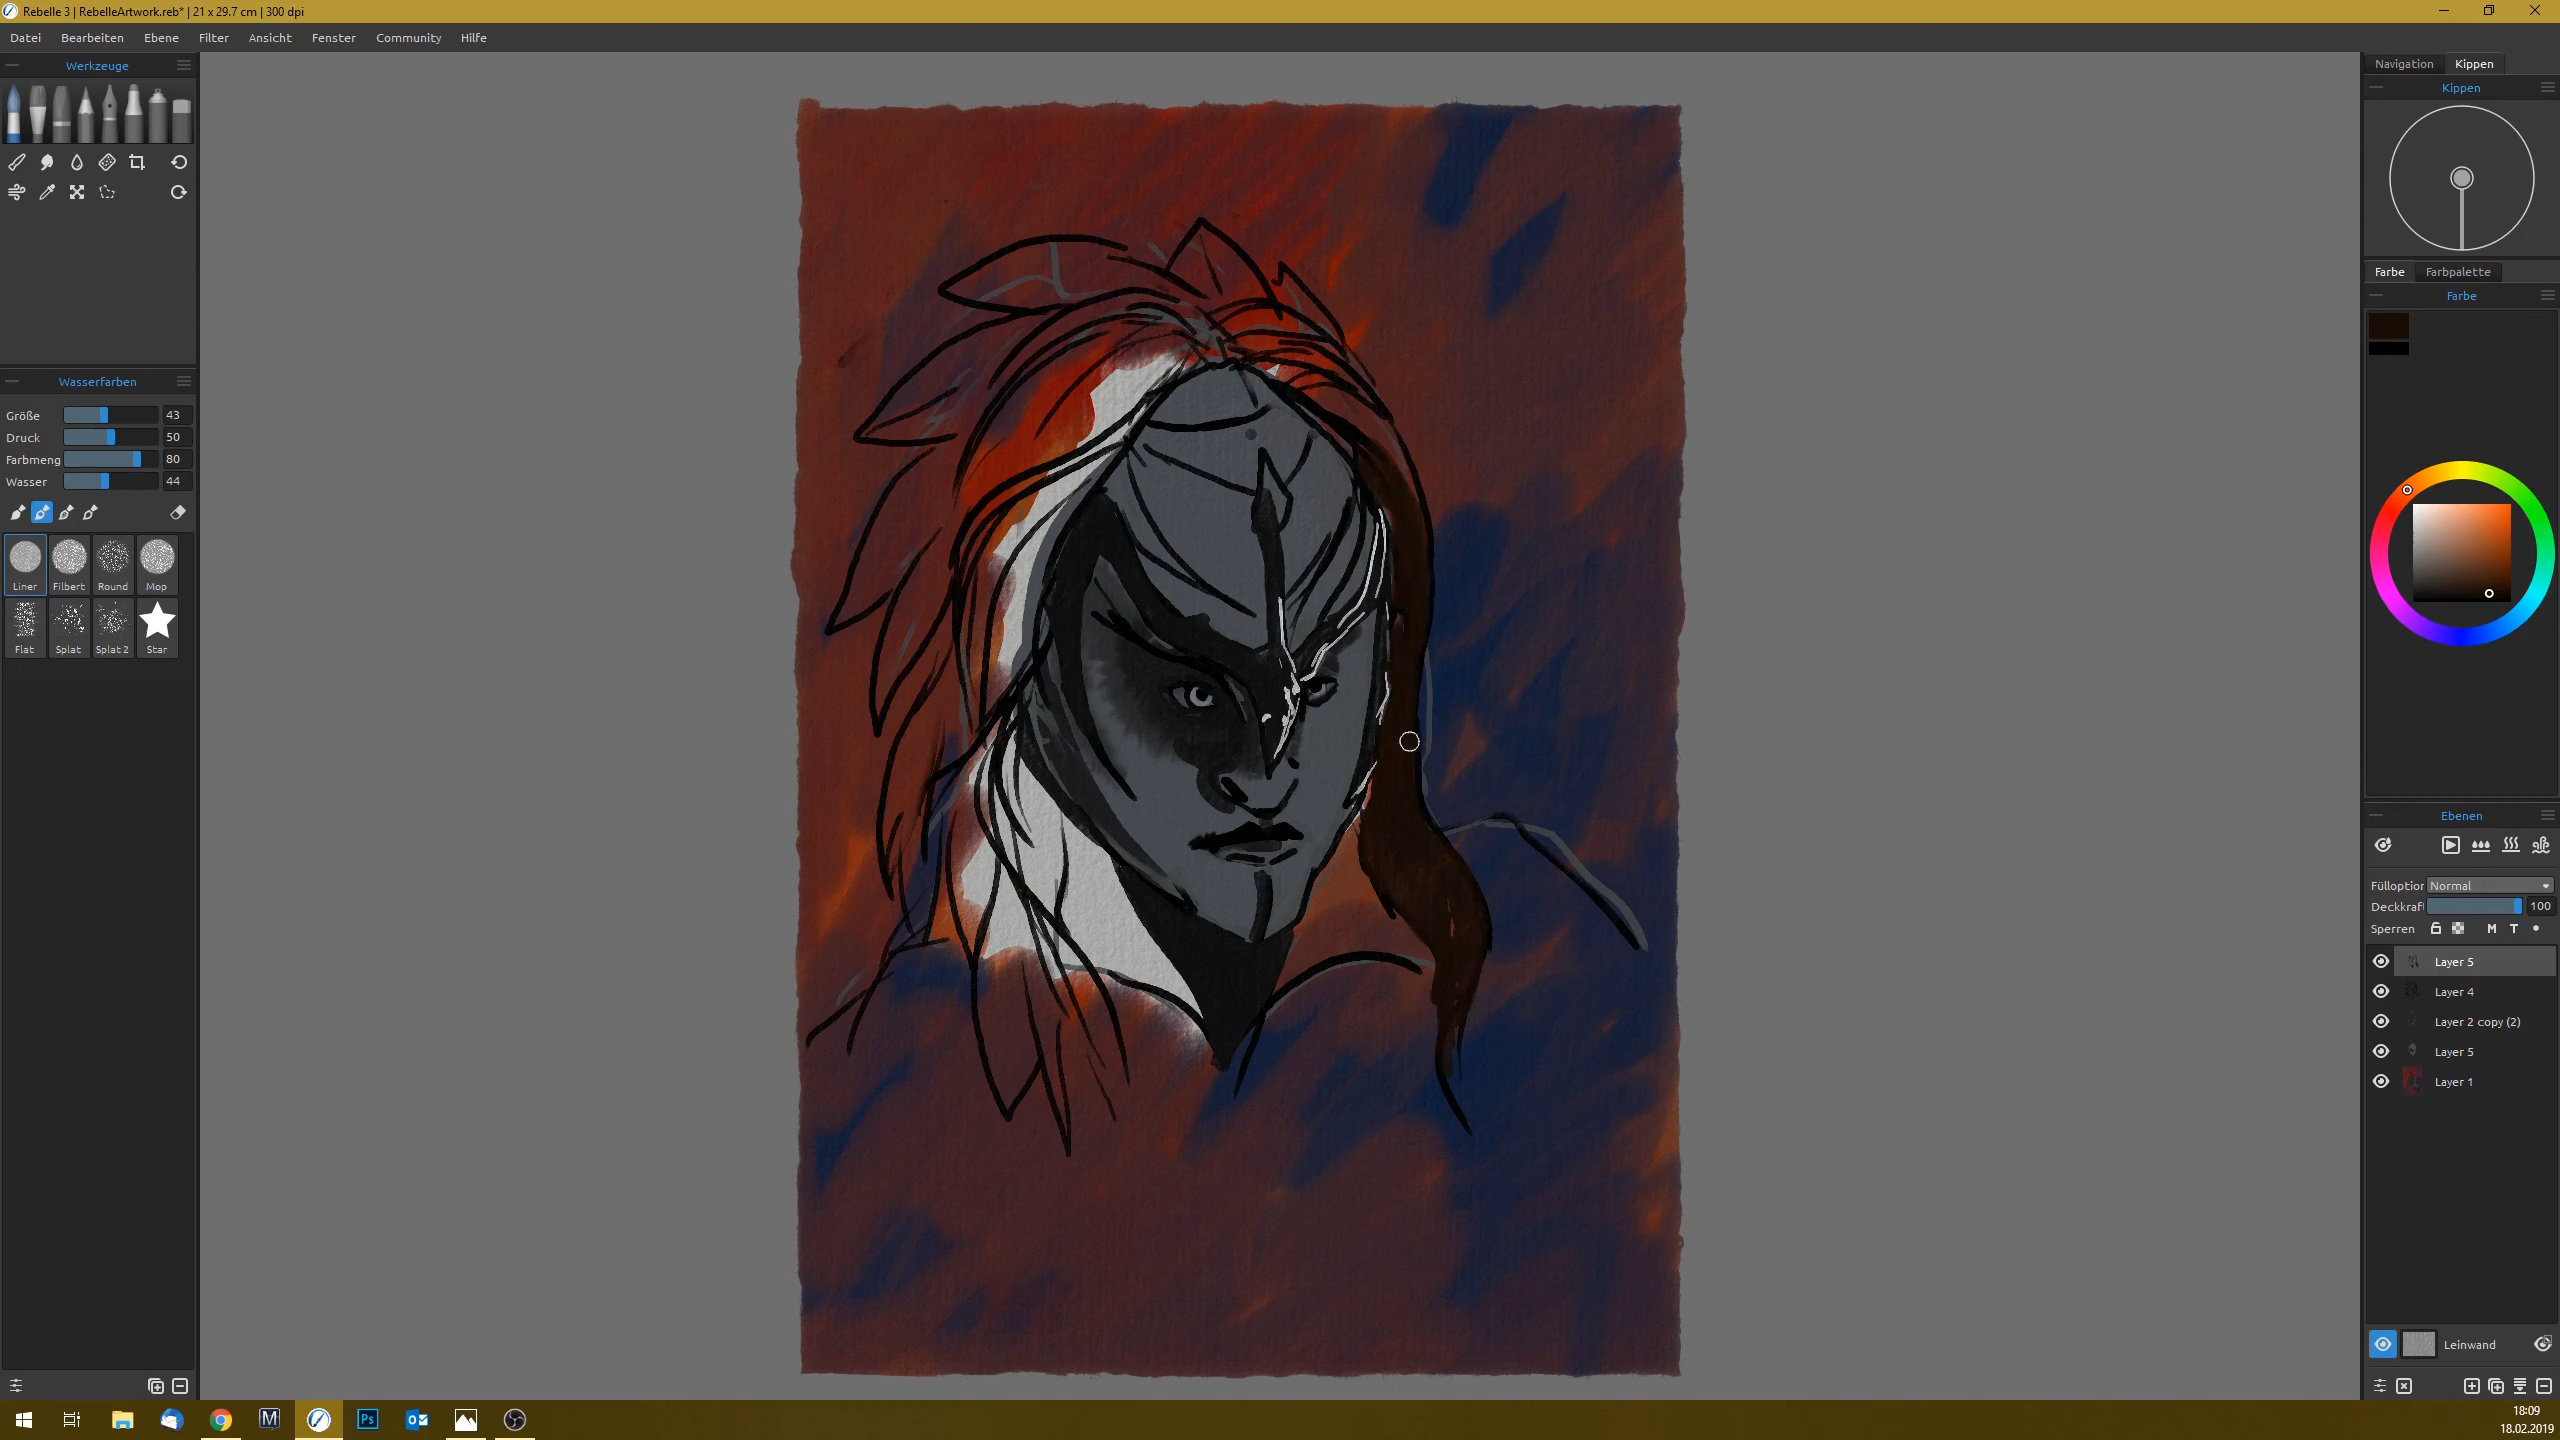 Rebelle 3 | RebelleArtwork.reb* | 21 x 29.7 cm | 300 dpi
Datei Bearbeiten Ebene Filter Ansicht Fenster Community Hilfe
Werkzeuge
Wasserfarben
Größe 43
Druck 50
Farbmeng 80
Wasser 44
Liner Filbert Round Mop
Flat Splat Splat 2 Star
Navigation Kippen
Kippen
Farbe Farbpalette
Farbe
Ebenen
Fülloption Normal
Deckkraft 100
Sperren M T
Layer 5
Layer 4
Layer 2 copy (2)
Layer 5
Layer 1
Leinwand
M Ps
18:09
18.02.2019